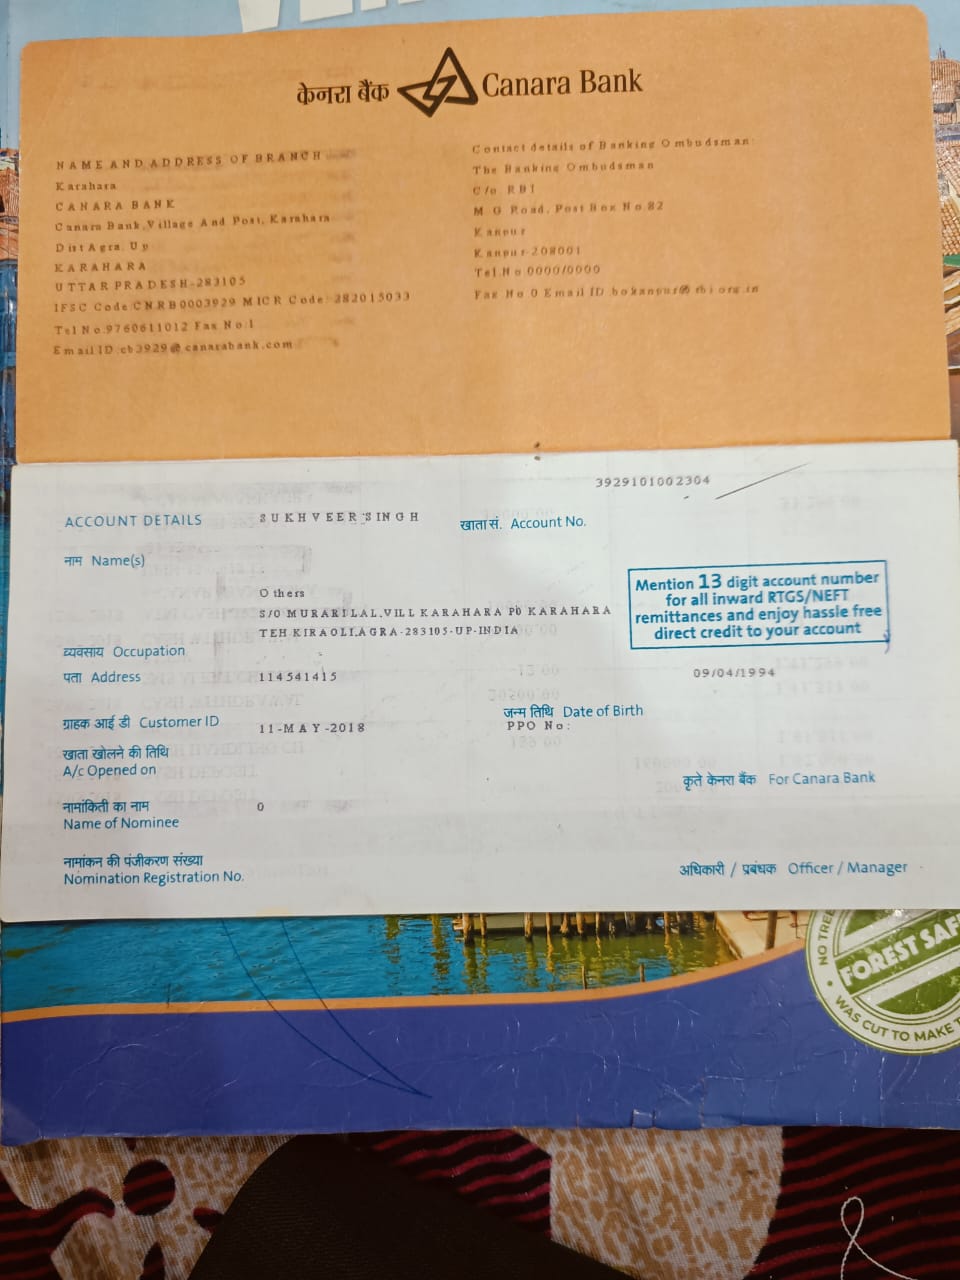 केनरा बैंक Canara Bank
NAME AND ADDRESS OF BRANCH
Karahara
CANARA BANK
Canara Bank,Village And Post, Karahara
Dist Agra, Up
KARAHARA
UTTAR PRADESH-283105
IFSC Code:CNRB0003929 MICR Code: 282015033
Tel No:9760611012 Fax No:1
Email ID:cb3929@canarabank.com
Contact details of Banking Ombudsman:
The Banking Ombudsman
C/o RBI
M G Road, Post Box No.82
Kanpur
Kanpur-208001
Tel.No 0000/0000
Fax No 0 Email ID bokanpur@rbi.org.in
3929101002304
ACCOUNT DETAILS SUKHVEER SINGH
खाता सं. Account No.
नाम Name(s)
Mention 13 digit account number
for all inward RTGS/NEFT
remittances and enjoy hassle free
direct credit to your account
Others
S/O MURARI LAL,VILL KARAHARA PO KARAHARA
TEH KIRAOLI,AGRA-283105-UP-INDIA
व्यवसाय Occupation
पता Address 114541415
09/04/1994
ग्राहक आई डी Customer ID 11-MAY-2018
जन्म तिथि Date of Birth
PPO No:
खाता खोलने की तिथि
A/c Opened on
कृते केनरा बैंक For Canara Bank
नामांकिती का नाम 0
Name of Nominee
नामांकन की पंजीकरण संख्या
Nomination Registration No.
अधिकारी / प्रबंधक Officer / Manager
NO TREE
FOREST SAF
WAS CUT TO MAKE T